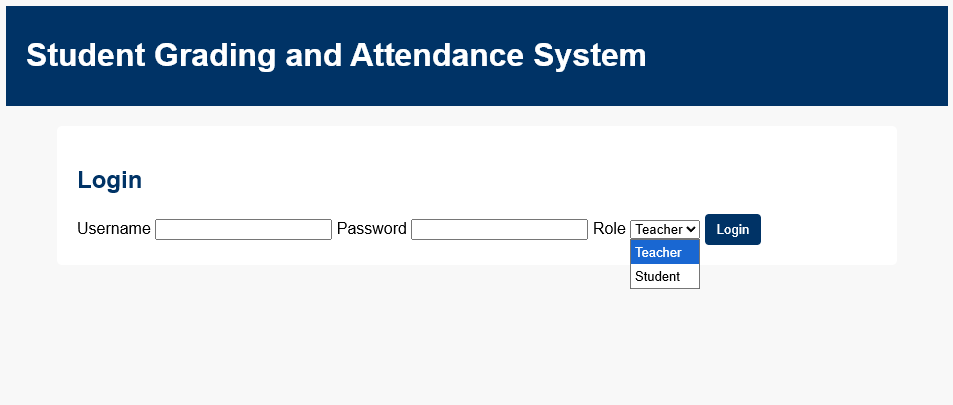 Student Grading and Attendance System
Login
Username Password Role Teacher Login
Teacher
Student